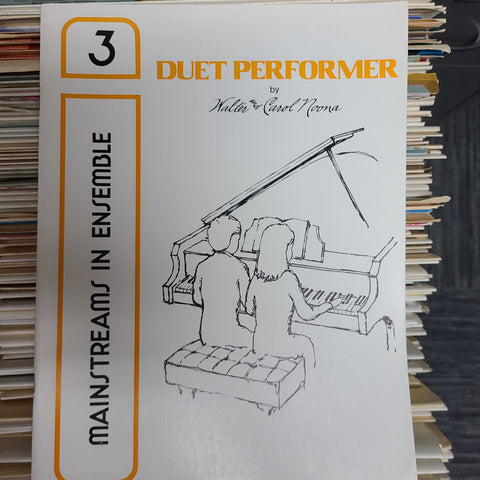 3
DUET PERFORMER
by
Walter and Carol Noona
MAINSTREAMS IN ENSEMBLE